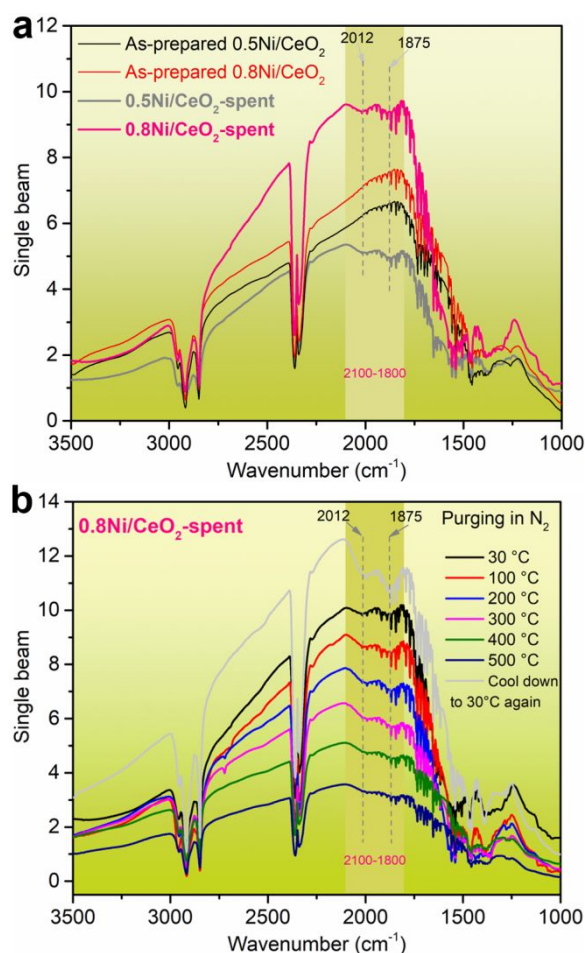 a
As-prepared 0.5Ni/CeO₂
As-prepared 0.8Ni/CeO₂
0.5Ni/CeO₂-spent
0.8Ni/CeO₂-spent
2012
1875
12
10
8
6
4
2
0
Single beam
2100-1800
3500 3000 2500 2000 1500 1000
Wavenumber (cm⁻¹)
b
0.8Ni/CeO₂-spent
2012
1875
Purging in N₂
30 °C
100 °C
200 °C
300 °C
400 °C
500 °C
Cool down
to 30°C again
14
12
10
8
6
4
2
0
Single beam
2100-1800
3500 3000 2500 2000 1500 1000
Wavenumber (cm⁻¹)